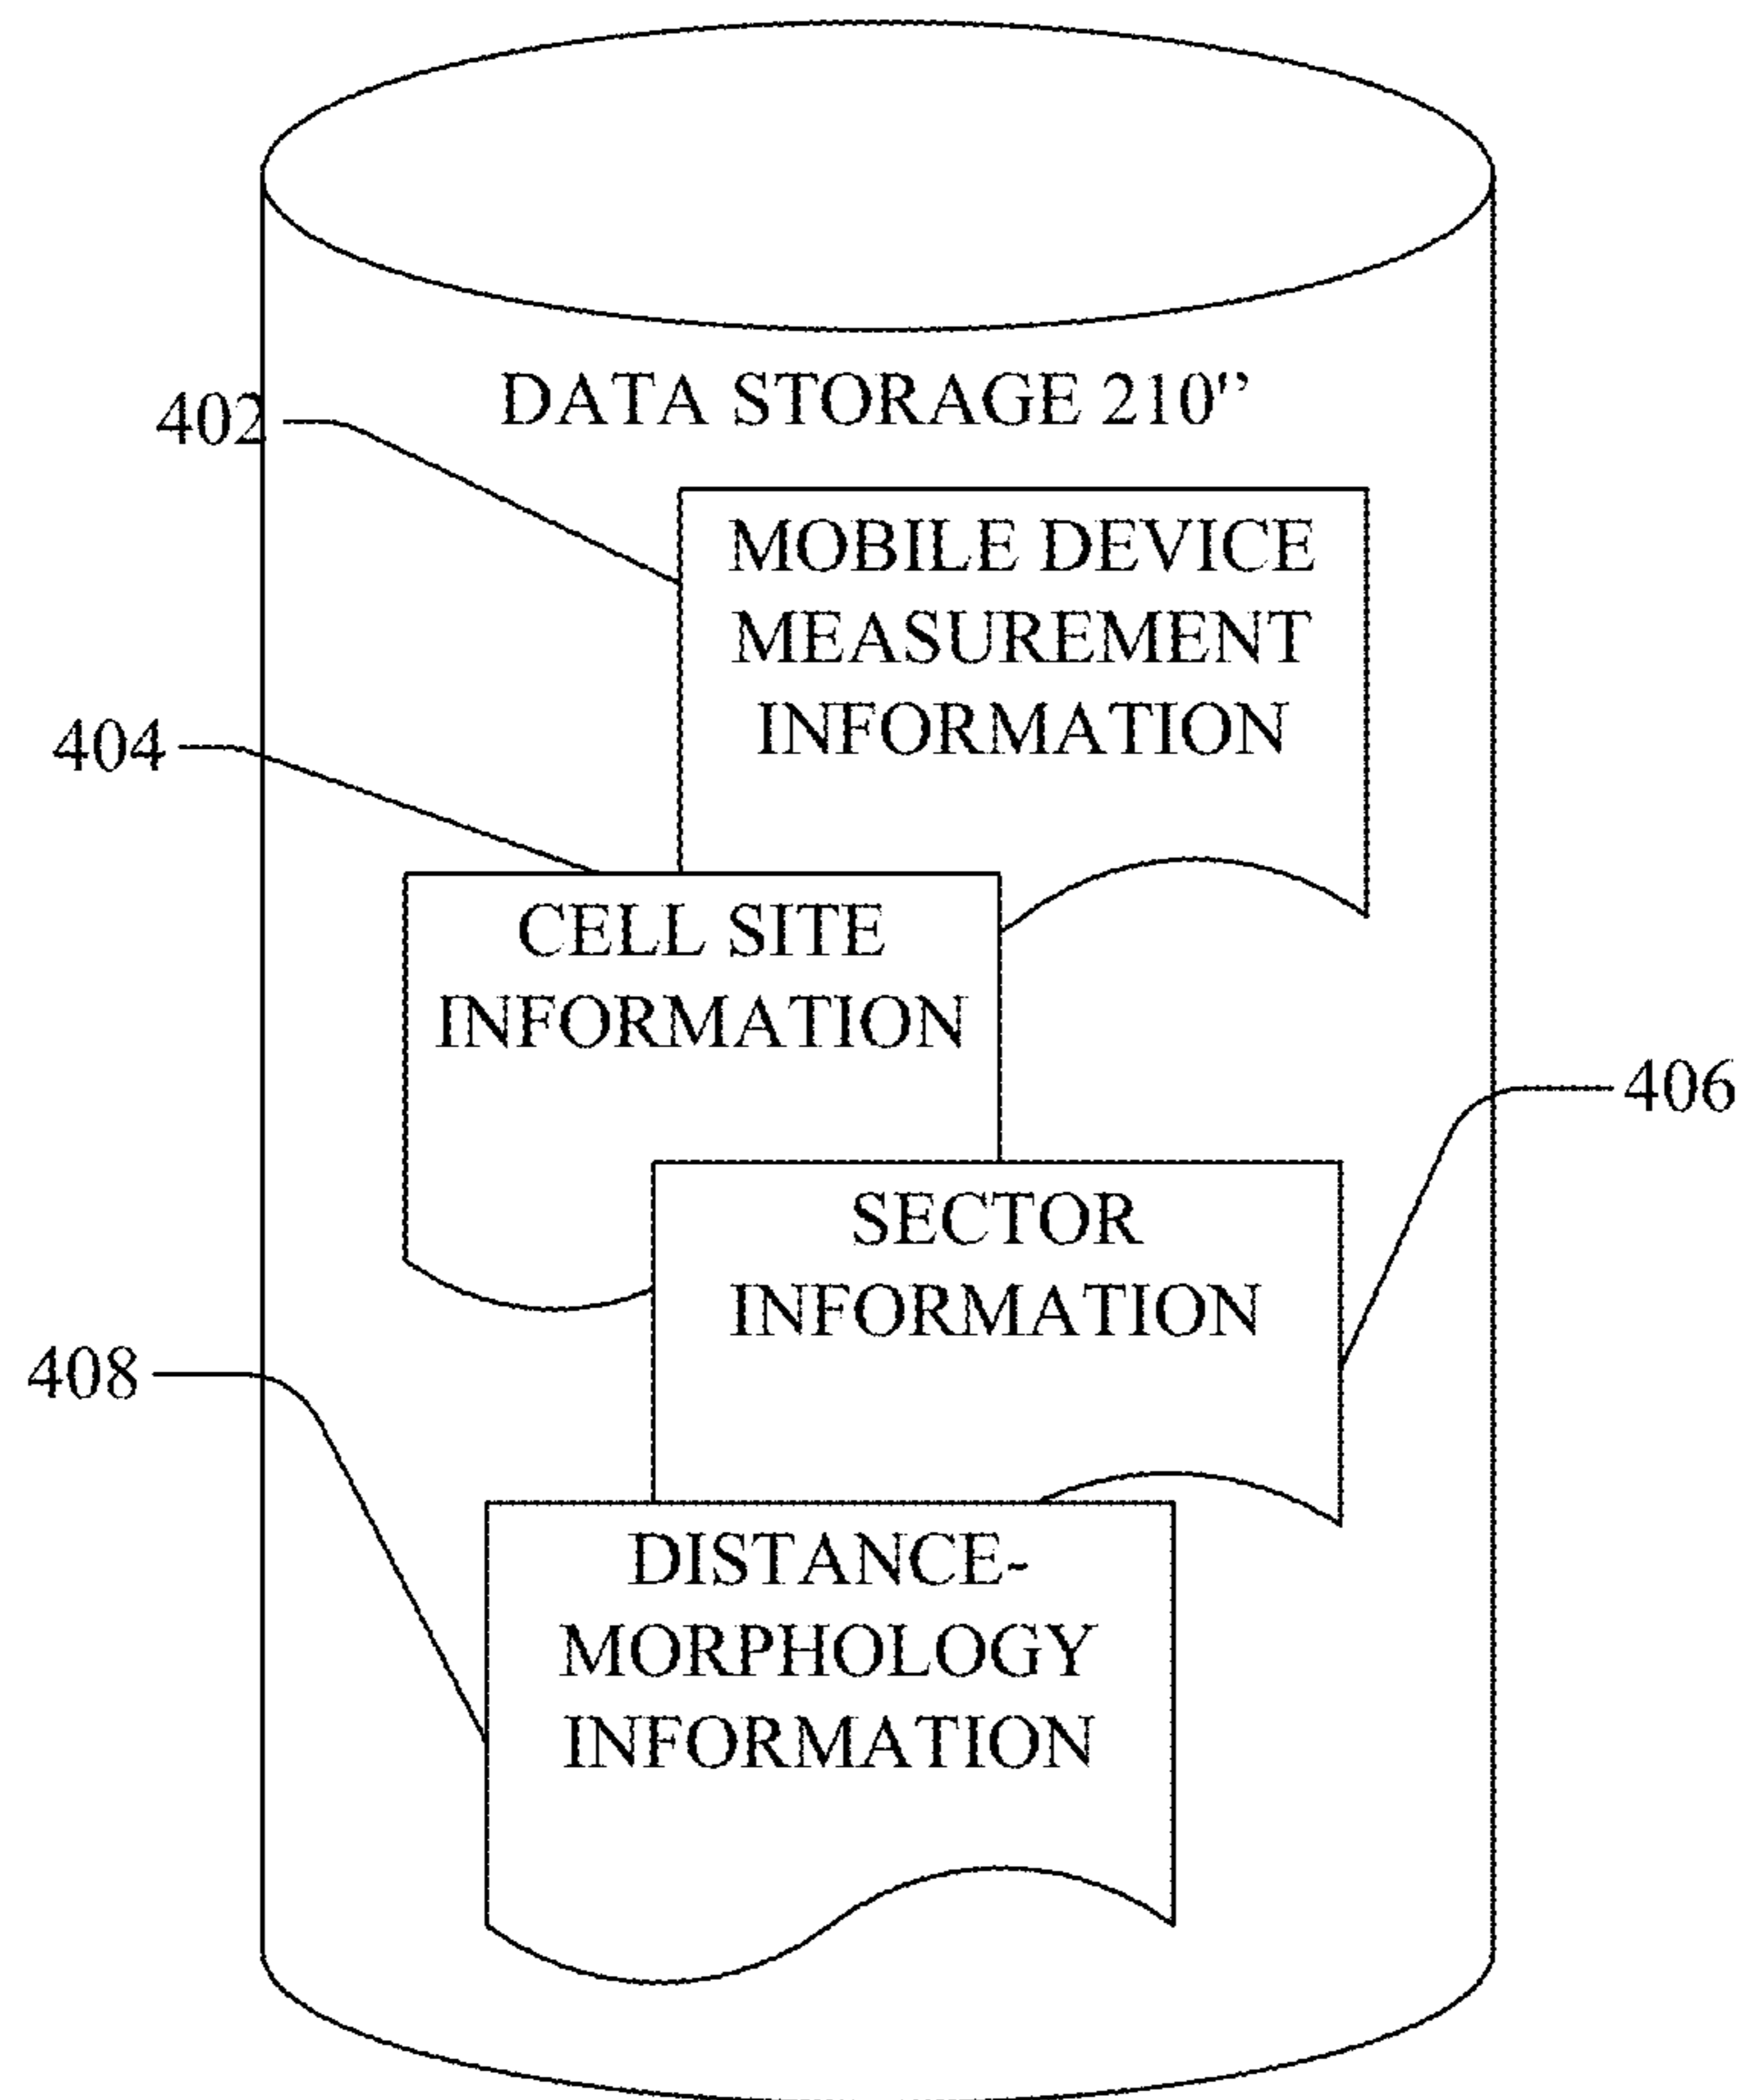 DATA STORAGE 210''
402
MOBILE DEVICE
MEASUREMENT
INFORMATION
404
CELL SITE
INFORMATION
406
SECTOR
INFORMATION
408
DISTANCE-
MORPHOLOGY
INFORMATION